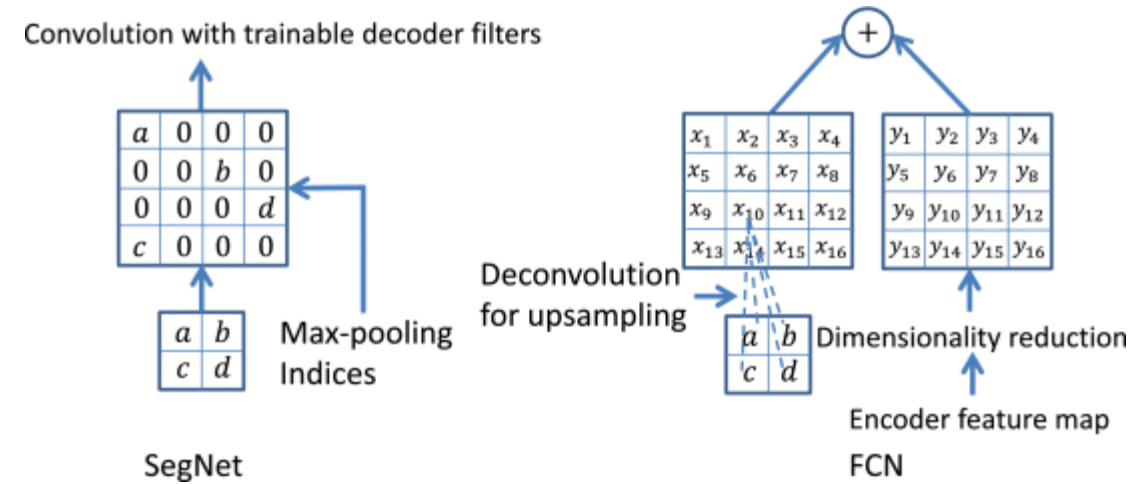 Convolution with trainable decoder filters
a 0 0 0
0 0 b 0
0 0 0 d
c 0 0 0
a b
c d
Max-pooling
Indices
SegNet
+
x₁ x₂ x₃ x₄
x₅ x₆ x₇ x₈
x₉ x₁₀ x₁₁ x₁₂
x₁₃ x₁₄ x₁₅ x₁₆
y₁ y₂ y₃ y₄
y₅ y₆ y₇ y₈
y₉ y₁₀ y₁₁ y₁₂
y₁₃ y₁₄ y₁₅ y₁₆
Deconvolution
for upsampling
a b
c d
Dimensionality reduction
Encoder feature map
FCN